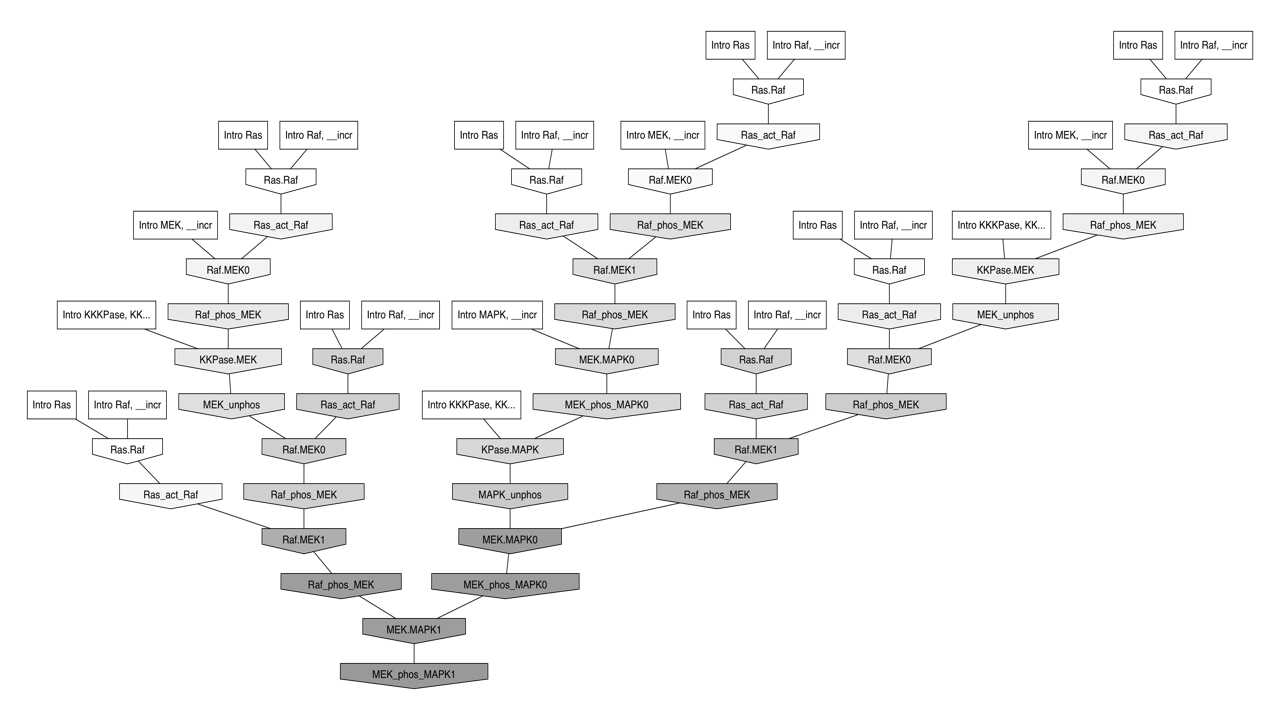 Intro Ras
Intro Raf, __incr
Intro Ras
Intro Raf, __incr
Ras.Raf
Ras.Raf
Intro Ras
Intro Raf, __incr
Intro Ras
Intro Raf, __incr
Intro MEK, __incr
Ras_act_Raf
Intro MEK, __incr
Ras_act_Raf
Ras.Raf
Ras.Raf
Raf.MEK0
Raf.MEK0
Intro MEK, __incr
Ras_act_Raf
Ras_act_Raf
Raf_phos_MEK
Intro Ras
Intro Raf, __incr
Intro KKKPase, KK...
Raf_phos_MEK
Raf.MEK0
Raf.MEK1
Ras.Raf
KKPase.MEK
Intro KKKPase, KK...
Raf_phos_MEK
Intro Ras
Intro Raf, __incr
Intro MAPK, __incr
Raf_phos_MEK
Intro Ras
Intro Raf, __incr
Ras_act_Raf
MEK_unphos
KKPase.MEK
Ras.Raf
MEK.MAPK0
Ras.Raf
Raf.MEK0
Intro Ras
Intro Raf, __incr
MEK_unphos
Ras_act_Raf
Intro KKKPase, KK...
MEK_phos_MAPK0
Ras_act_Raf
Raf_phos_MEK
Ras.Raf
Raf.MEK0
KPase.MAPK
Raf.MEK1
Ras_act_Raf
Raf_phos_MEK
MAPK_unphos
Raf_phos_MEK
Raf.MEK1
MEK.MAPK0
Raf_phos_MEK
MEK_phos_MAPK0
MEK.MAPK1
MEK_phos_MAPK1